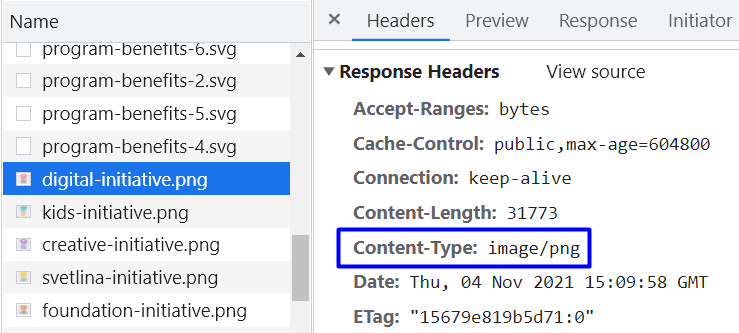 Name
program-benefits-6.svg
program-benefits-2.svg
program-benefits-5.svg
program-benefits-4.svg
digital-initiative.png
kids-initiative.png
creative-initiative.png
svetlina-initiative.png
foundation-initiative.png
× Headers Preview Response Initiator
▼ Response Headers View source
Accept-Ranges: bytes
Cache-Control: public,max-age=604800
Connection: keep-alive
Content-Length: 31773
Content-Type: image/png
Date: Thu, 04 Nov 2021 15:09:58 GMT
ETag: "15679e819b5d71:0"